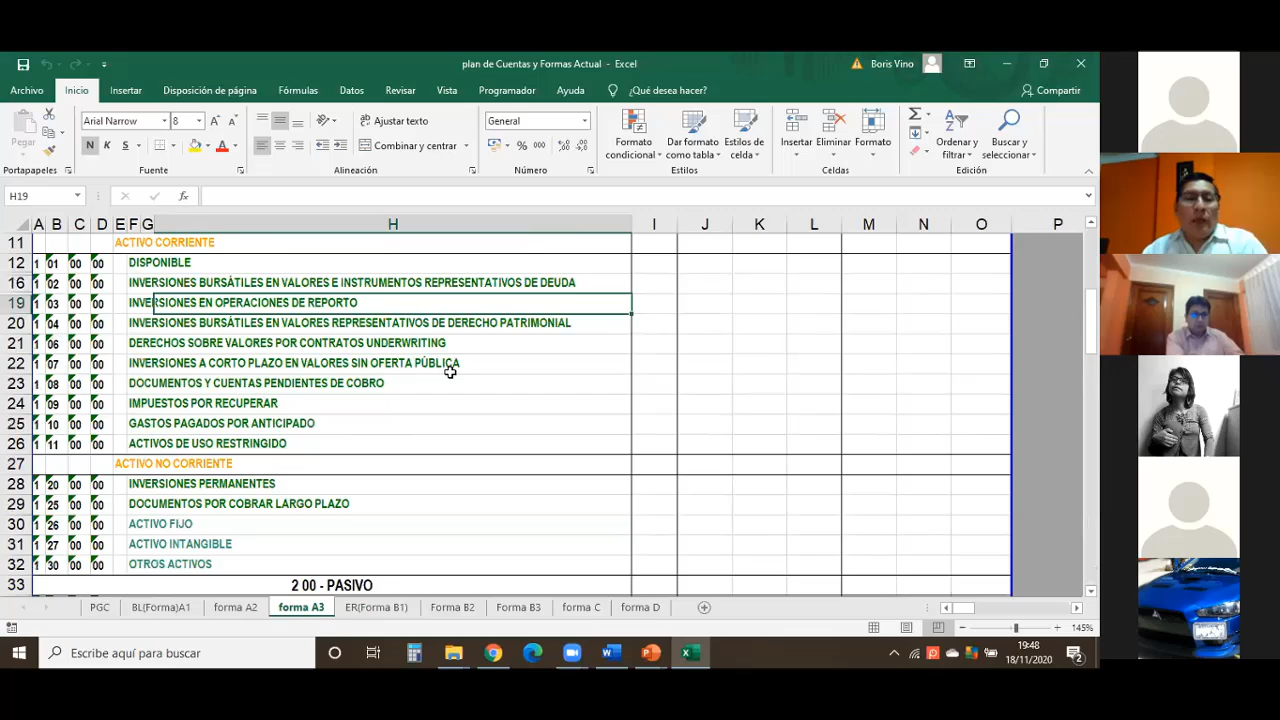 plan de Cuentas y Formas Actual - Excel
Boris Vino
Archivo Inicio Insertar Disposición de página Fórmulas Datos Revisar Vista Programador Ayuda ¿Qué desea hacer? Compartir
Pegar
Arial Narrow 8
Ajustar texto
General
Formato condicional
Dar formato como tabla
Estilos de celda
Insertar Eliminar Formato
Ordenar y filtrar
Buscar y seleccionar
N K S
Combinar y centrar
% 000
Portapapeles Fuente Alineación Número Estilos Celdas Edición
H19 fx
A B C D E F G H I J K L M N O P
11 ACTIVO CORRIENTE
12 1 01 00 00 DISPONIBLE
16 1 02 00 00 INVERSIONES BURSÁTILES EN VALORES E INSTRUMENTOS REPRESENTATIVOS DE DEUDA
19 1 03 00 00 INVERSIONES EN OPERACIONES DE REPORTO
20 1 04 00 00 INVERSIONES BURSÁTILES EN VALORES REPRESENTATIVOS DE DERECHO PATRIMONIAL
21 1 06 00 00 DERECHOS SOBRE VALORES POR CONTRATOS UNDERWRITING
22 1 07 00 00 INVERSIONES A CORTO PLAZO EN VALORES SIN OFERTA PÚBLICA
23 1 08 00 00 DOCUMENTOS Y CUENTAS PENDIENTES DE COBRO
24 1 09 00 00 IMPUESTOS POR RECUPERAR
25 1 10 00 00 GASTOS PAGADOS POR ANTICIPADO
26 1 11 00 00 ACTIVOS DE USO RESTRINGIDO
27 ACTIVO NO CORRIENTE
28 1 20 00 00 INVERSIONES PERMANENTES
29 1 25 00 00 DOCUMENTOS POR COBRAR LARGO PLAZO
30 1 26 00 00 ACTIVO FIJO
31 1 27 00 00 ACTIVO INTANGIBLE
32 1 30 00 00 OTROS ACTIVOS
33 2 00 - PASIVO
PGC BL(Forma)A1 forma A2 forma A3 ER(Forma B1) Forma B2 Forma B3 forma C forma D
145%
Escribe aquí para buscar
19:48
18/11/2020
2